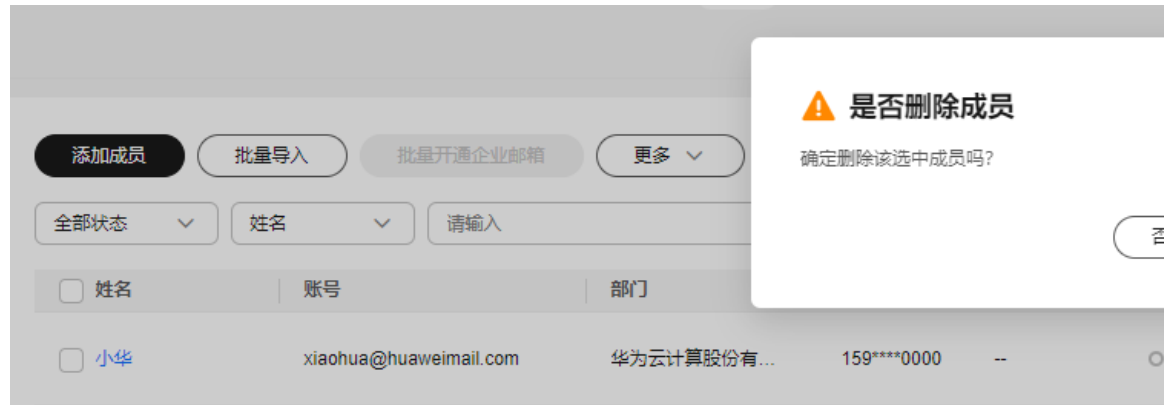 是否删除成员
确定删除该选中成员吗?
添加成员 批量导入 批量开通企业邮箱 更多
全部状态 姓名 请输入
否
姓名 账号 部门
小华 xiaohua@huaweimail.com 华为云计算股份有... 159****0000 --